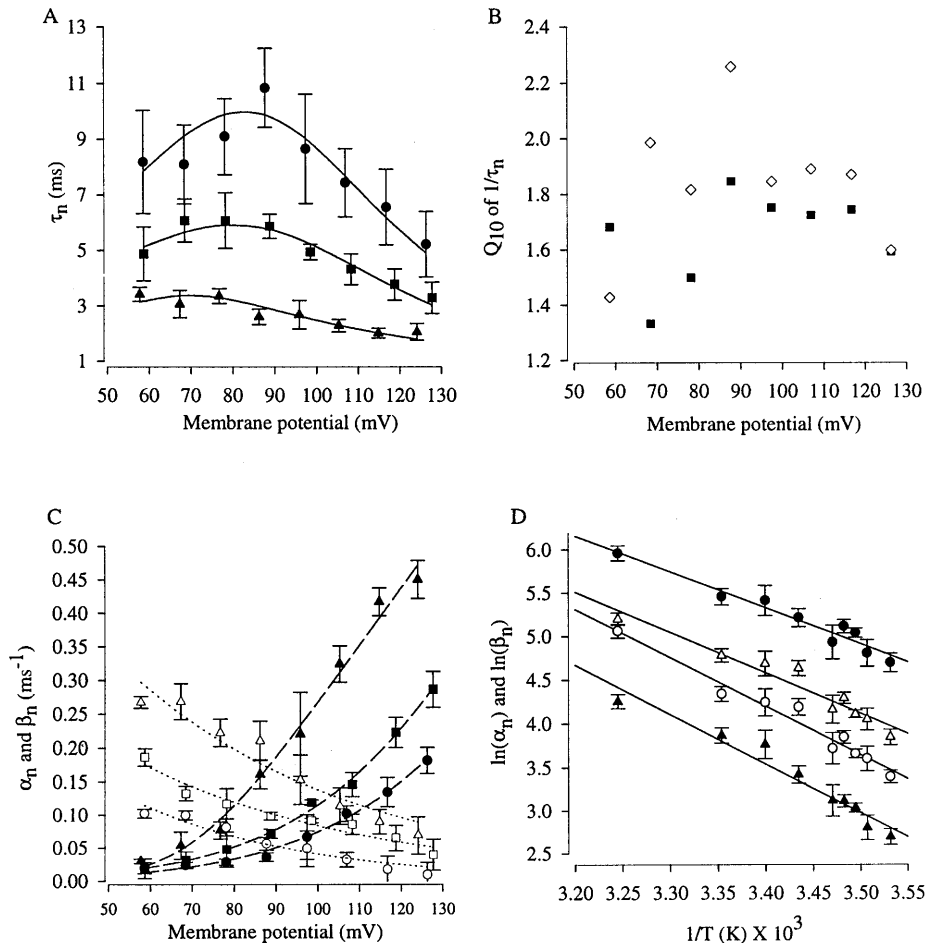 A
13
11
9
7
5
3
1
τn (ms)
50 60 70 80 90 100 110 120 130
Membrane potential (mV)
B
2.4
2.2
2.0
1.8
1.6
1.4
1.2
Q10 of 1/τn
50 60 70 80 90 100 110 120 130
Membrane potential (mV)
C
0.50
0.45
0.40
0.35
0.30
0.25
0.20
0.15
0.10
0.05
0.00
αn and βn (ms-1)
50 60 70 80 90 100 110 120 130
Membrane potential (mV)
D
6.0
5.5
5.0
4.5
4.0
3.5
3.0
2.5
ln(αn) and ln(βn)
3.20 3.25 3.30 3.35 3.40 3.45 3.50 3.55
1/T (K) X 10³